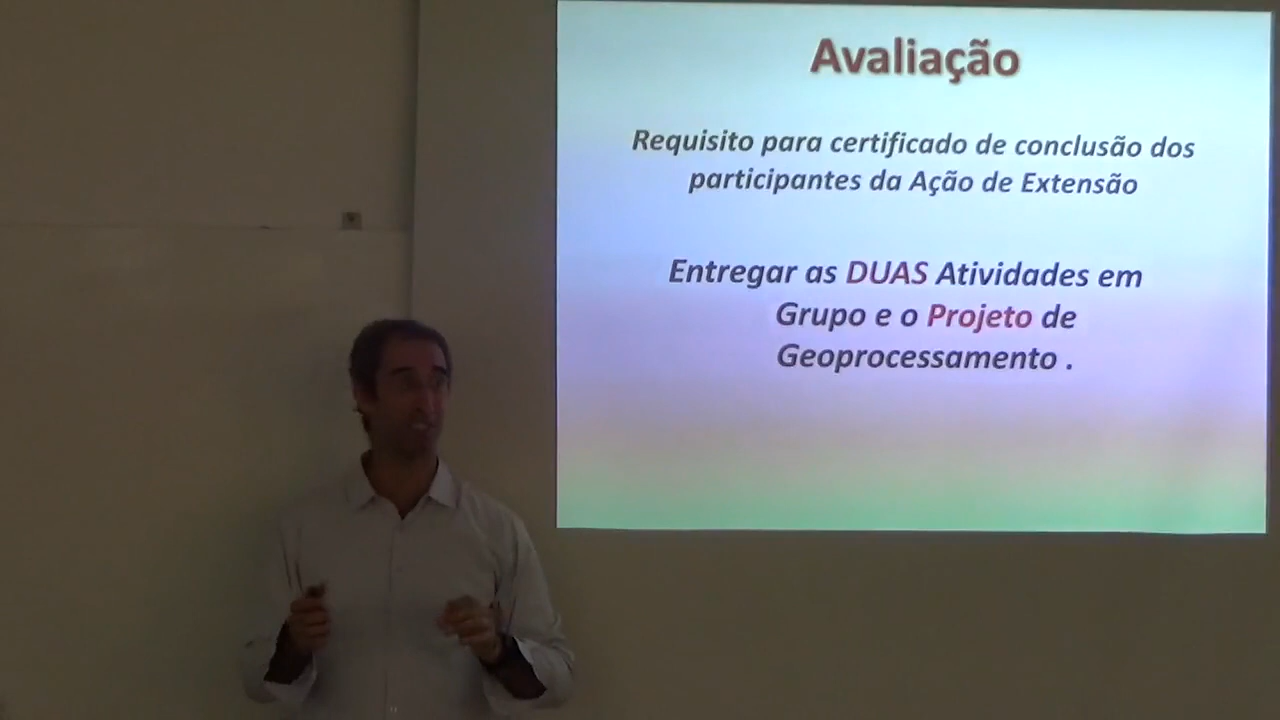 Avaliação
Requisito para certificado de conclusão dos
participantes da Ação de Extensão
Entregar as DUAS Atividades em
Grupo e o Projeto de
Geoprocessamento .